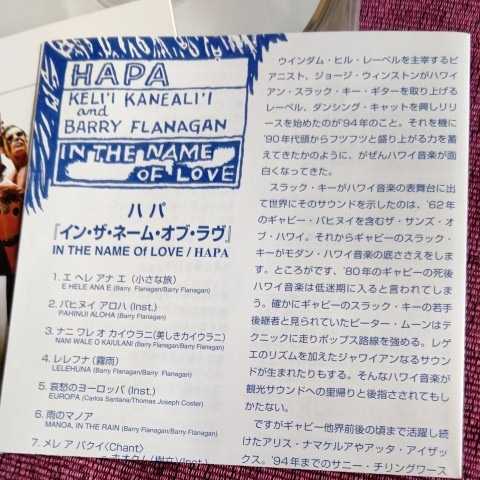 HAPA
KELI'I KANEALI'I
and
BARRY FLANAGAN
IN THE NAME
OF LOVE
ハパ
『イン・ザ・ネーム・オブ・ラヴ』
IN THE NAME Of LOVE / HAPA
1. エ ヘレ アナ エ（小さな旅）
E HELE ANA E (Barry Flanagan/Barry Flanagan)
2. パヒヌイ アロハ (Inst.)
PAHINUI ALOHA (Barry Flanagan)
3. ナニ ワレ オ カイウラニ（美しきカイウラニ）
NANI WALE O KAIULANI (Barry Flanagan/Barry Flanagan)
4. レレフナ（霧雨）
LELEHUNA (Barry Flanagan/Barry Flanagan)
5. 哀愁のヨーロッパ (Inst.)
EUROPA (Carlos Santana/Thomas Joseph Coster)
6. 雨のマノア
MANOA, IN THE RAIN (Barry Flanagan/Barry Flanagan)
7. メレ ア パクイ〈Chant〉
ウインダム・ヒル・レーベルを主宰するピ
アニスト、ジョージ・ウィンストンがハワイ
アン・スラック・キー・ギターを取り上げる
レーベル、ダンシング・キャットを興しリリ
ースを始めたのが'94年のこと。それを機に
'90年代頭からフツフツと盛り上がる力を蓄
えてきたかのように、がぜんハワイ音楽が面
白くなってきた。
スラック・キーがハワイ音楽の表舞台に出
て世界にそのサウンドを示したのは、'62年
のギャビー・パヒヌイを含むザ・サンズ・オ
ブ・ハワイ。それからギャビーのスラック・
キーがモダン・ハワイ音楽の底ささえをしま
す。ところがです、'80年のギャビーの死後
ハワイ音楽は低迷期に入ると言われてしま
う。確かにギャビーのスラック・キーの若手
後継者と見られていたピーター・ムーンはテ
クニックに走りポップス路線を強める。レゲ
エのリズムを加えたジャワイアンなるサウン
ドが生まれたりもする。そんなハワイ音楽が
観光サウンドへの里帰りと後指さされてもし
かたない。
ですがギャビー他界前後の頃まで活躍し続
けたアリス・ナマケルアやアッタ・アイザッ
クス。'94年までのサニー・チリングワース